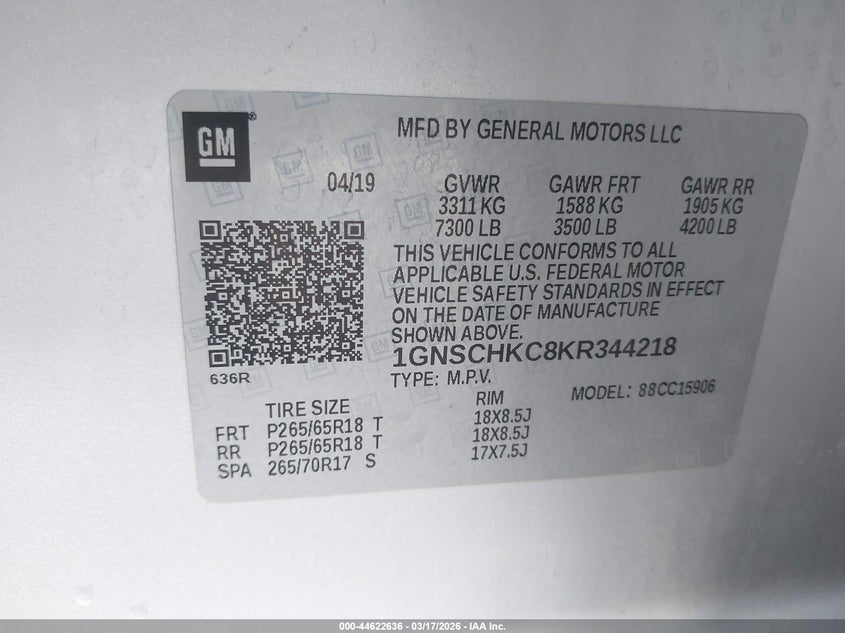 GM
MFD BY GENERAL MOTORS LLC
04/19 GVWR GAWR FRT GAWR RR
3311 KG 1588 KG 1905 KG
7300 LB 3500 LB 4200 LB
THIS VEHICLE CONFORMS TO ALL
APPLICABLE U.S. FEDERAL MOTOR
VEHICLE SAFETY STANDARDS IN EFFECT
ON THE DATE OF MANUFACTURE
SHOWN ABOVE.
1GNSCHKC8KR344218
636R
TYPE: M.P.V. MODEL: 88CC15906
TIRE SIZE RIM
FRT P265/65R18 T 18X8.5J
RR P265/65R18 T 18X8.5J
SPA 265/70R17 S 17X7.5J
000-44622636 - 03/17/2026 - IAA Inc.